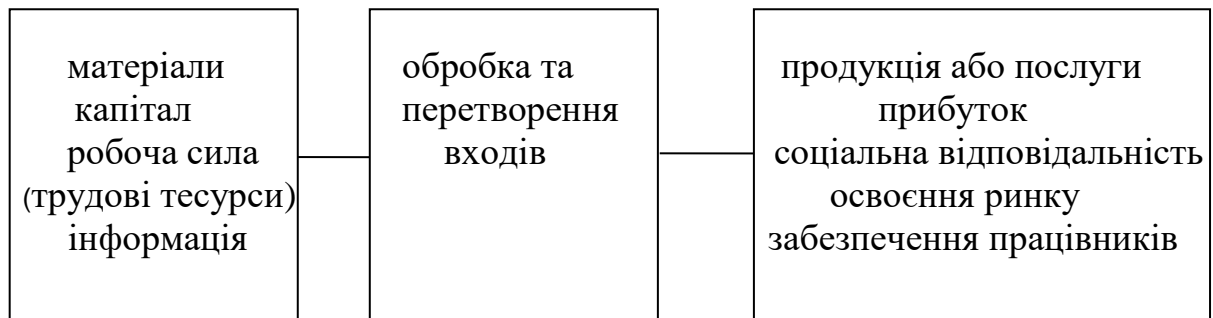 матеріали
капітал
робоча сила
(трудові тесурси)
інформація
обробка та
перетворення
входів
продукція або послуги
прибуток
соціальна відповідальність
освоєння ринку
забезпечення працівників